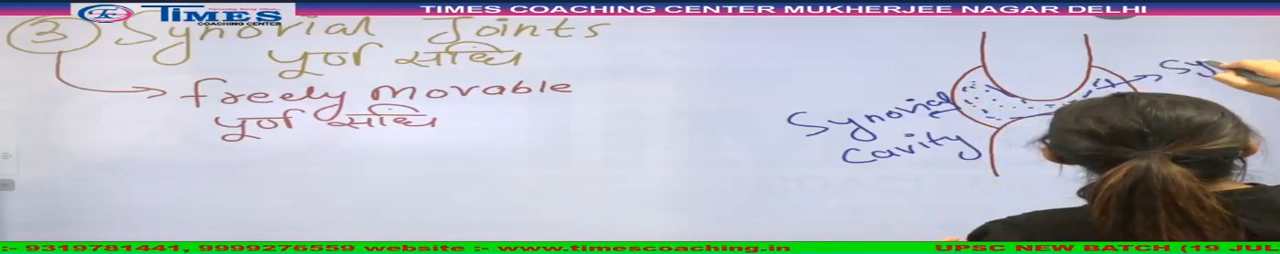 TIMES COACHING CENTER MUKHERJEE NAGAR DELHI
TIMES
COACHING CENTER
③ Synovial Joints
पूर्ण संधि
freely movable
पूर्ण संधि
Synovial
cavity
Sy
:- 9319781441, 9999276559 website :- www.timescoaching.in
UPSC NEW BATCH (19 JUL